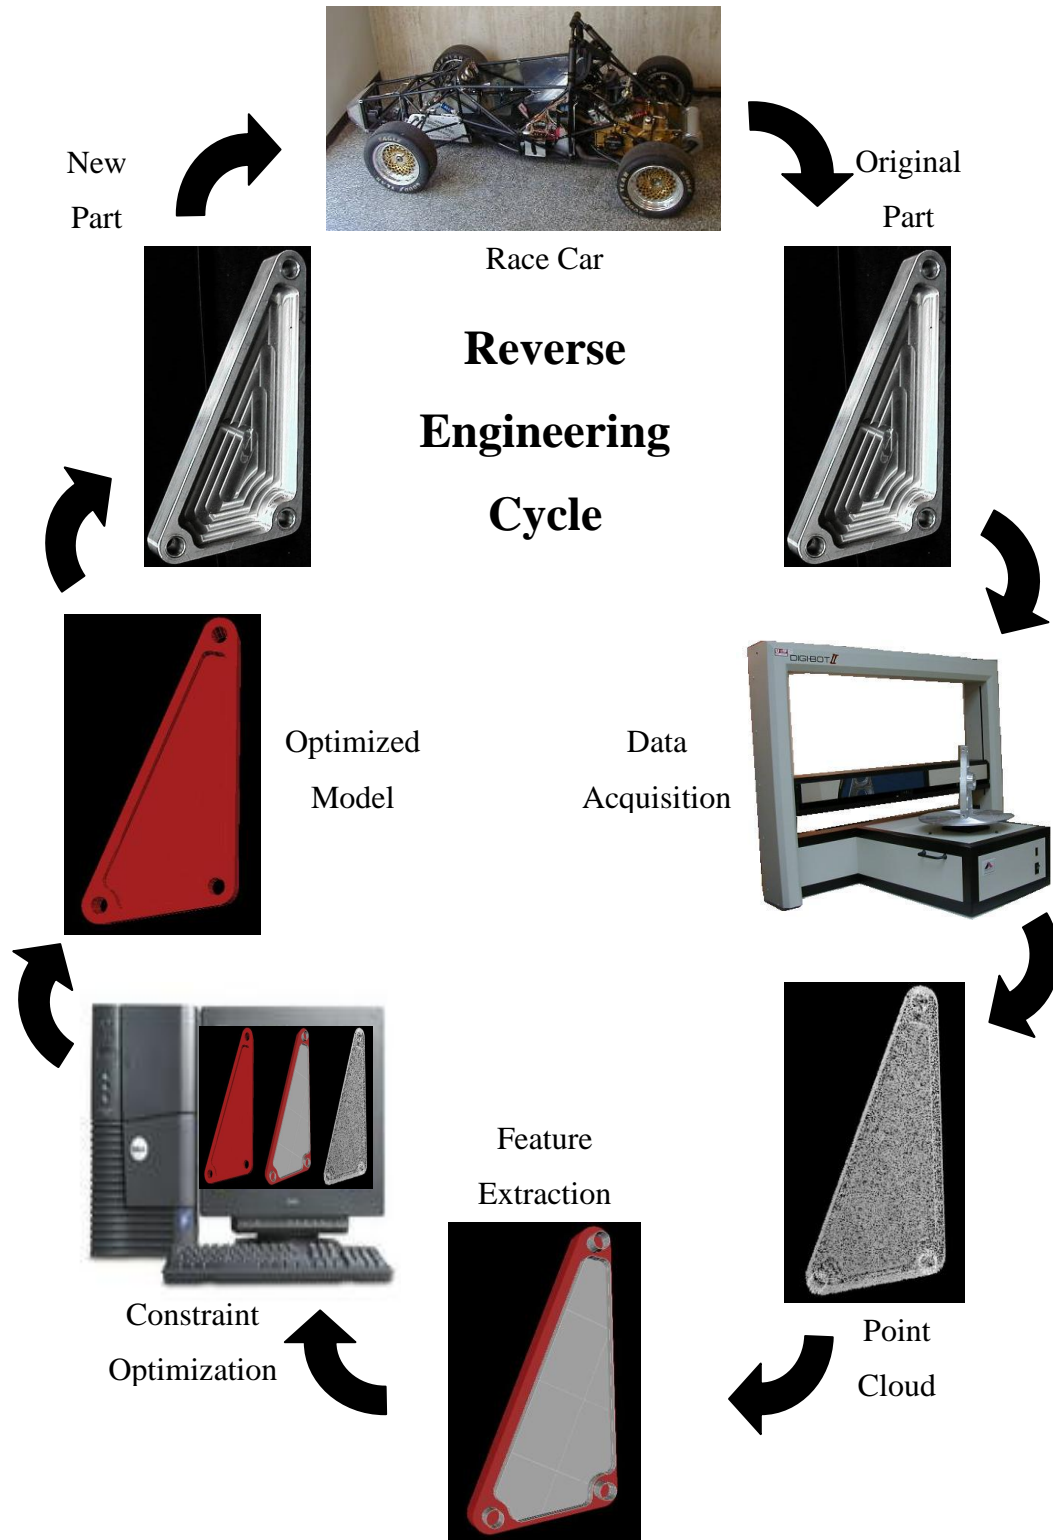 New
Part
Original
Part
Race Car
Reverse
Engineering
Cycle
DIGIBOT II
Optimized
Model
Data
Acquisition
Feature
Extraction
Constraint
Optimization
Point
Cloud